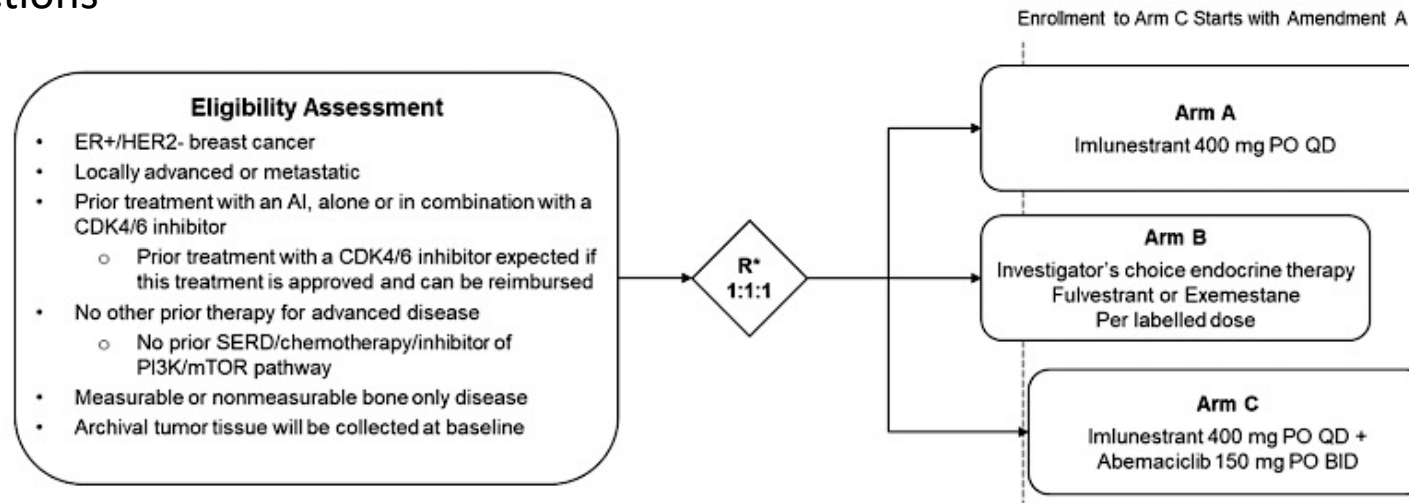 Enrollment to Arm C Starts with Amendment A
Eligibility Assessment
• ER+/HER2- breast cancer
• Locally advanced or metastatic
• Prior treatment with an AI, alone or in combination with a
CDK4/6 inhibitor
o Prior treatment with a CDK4/6 inhibitor expected if
this treatment is approved and can be reimbursed
• No other prior therapy for advanced disease
o No prior SERD/chemotherapy/inhibitor of
PI3K/mTOR pathway
• Measurable or nonmeasurable bone only disease
• Archival tumor tissue will be collected at baseline
R*
1:1:1
Arm A
Imlunestrant 400 mg PO QD
Arm B
Investigator's choice endocrine therapy
Fulvestrant or Exemestane
Per labelled dose
Arm C
Imlunestrant 400 mg PO QD +
Abemaciclib 150 mg PO BID